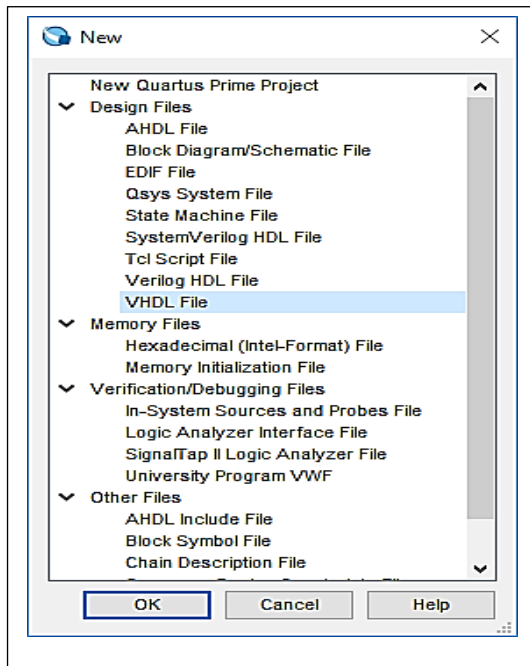 New
New Quartus Prime Project
Design Files
AHDL File
Block Diagram/Schematic File
EDIF File
Qsys System File
State Machine File
SystemVerilog HDL File
Tcl Script File
Verilog HDL File
VHDL File
Memory Files
Hexadecimal (Intel-Format) File
Memory Initialization File
Verification/Debugging Files
In-System Sources and Probes File
Logic Analyzer Interface File
SignalTap II Logic Analyzer File
University Program VWF
Other Files
AHDL Include File
Block Symbol File
Chain Description File
OK Cancel Help